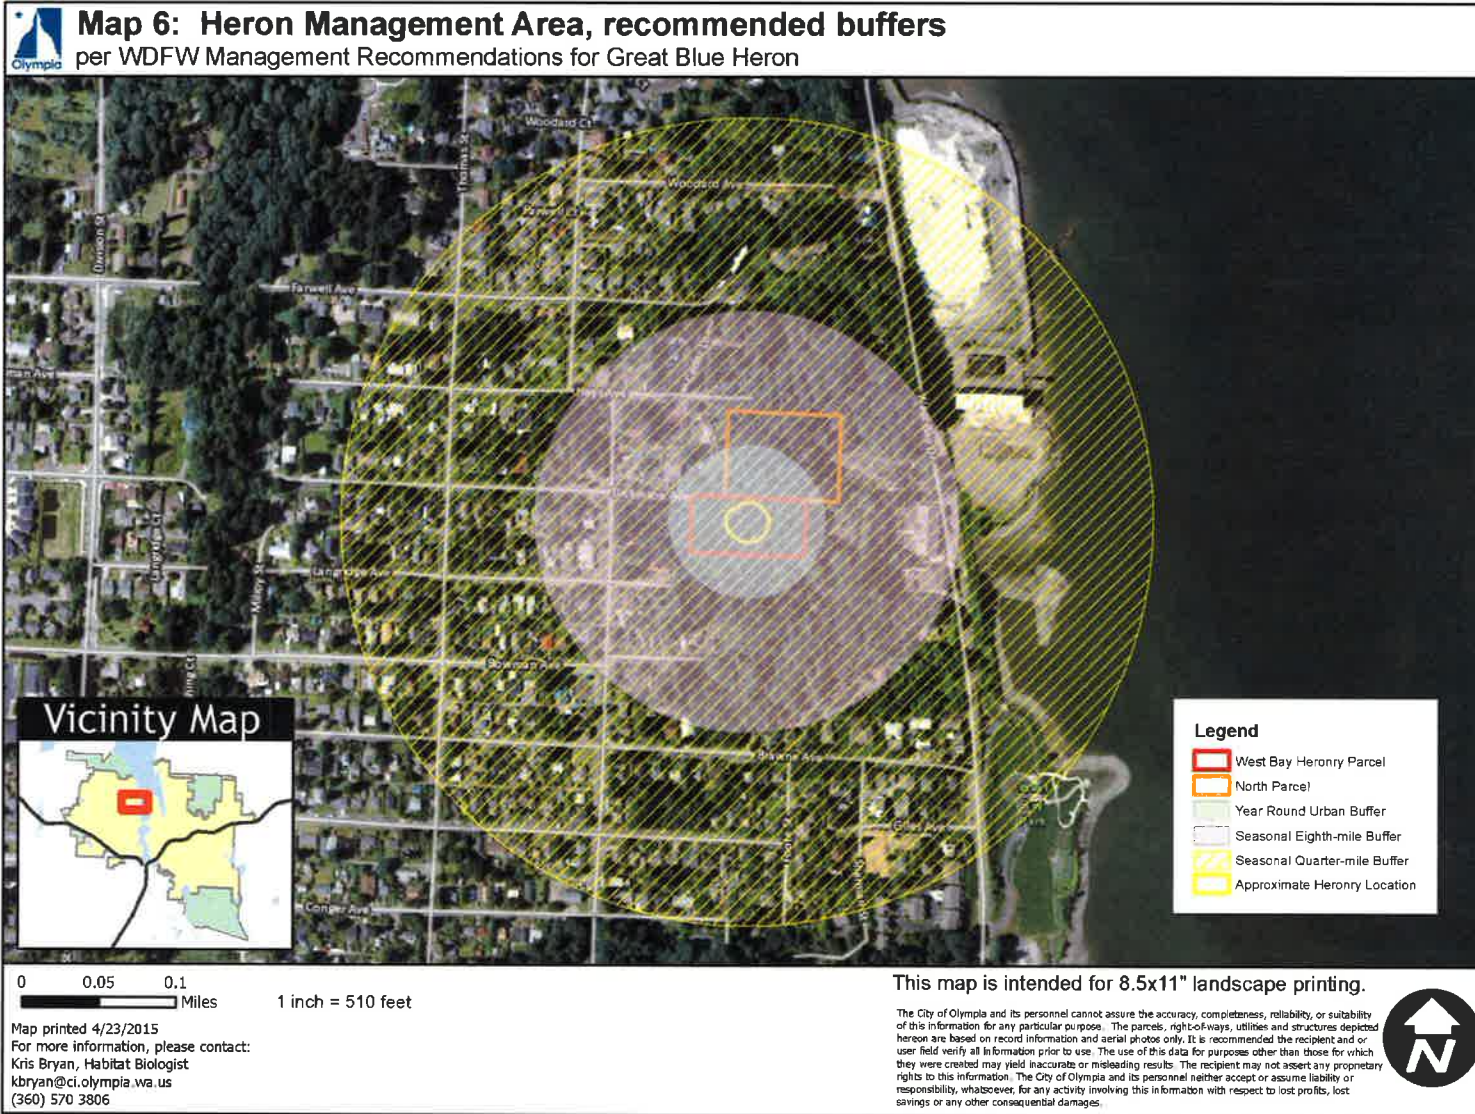 Olympia
Map 6: Heron Management Area, recommended buffers
per WDFW Management Recommendations for Great Blue Heron
Woodard Ct
Thomas St
Woodard Ave
Farwell Ct
Division St
Farwell Ave
Langridge Ct
Milroy St
Langridge Ave
Bowman Ave
Conger Ave
Vicinity Map
Legend
West Bay Heronry Parcel
North Parcel
Year Round Urban Buffer
Seasonal Eighth-mile Buffer
Seasonal Quarter-mile Buffer
Approximate Heronry Location
0 0.05 0.1
Miles
1 inch = 510 feet
Map printed 4/23/2015
For more information, please contact:
Kris Bryan, Habitat Biologist
kbryan@ci.olympia.wa.us
(360) 570 3806
This map is intended for 8.5x11" landscape printing.
The City of Olympia and its personnel cannot assure the accuracy, completeness, reliability, or suitability
of this information for any particular purpose. The parcels, right-of-ways, utilities and structures depicted
hereon are based on record information and aerial photos only. It is recommended the recipient and or
user field verify all information prior to use. The use of this data for purposes other than those for which
they were created may yield inaccurate or misleading results. The recipient may not assert any proprietary
rights to this information. The City of Olympia and its personnel neither accept or assume liability or
responsibility, whatsoever, for any activity involving this information with respect to lost profits, lost
savings or any other consequential damages.
N